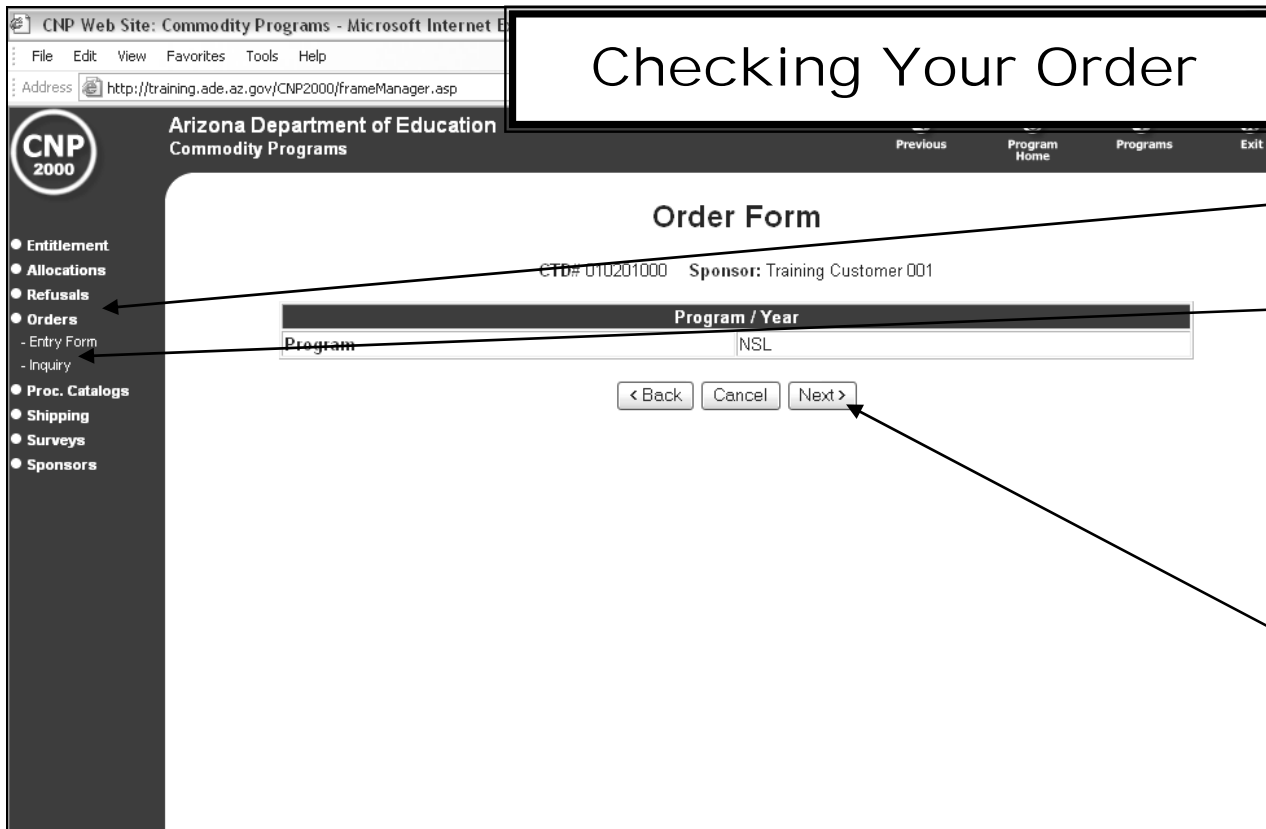 CNP Web Site: Commodity Programs - Microsoft Internet
Checking Your Order
File Edit View Favorites Tools Help
Address http://training.ade.az.gov/CNP2000/frameManager.asp
CNP
2000
Arizona Department of Education
Commodity Programs
Previous
Program
Home
Programs
Exit
Order Form
CTD# 010201000 Sponsor: Training Customer 001
Entitlement
Allocations
Refusals
Orders
- Entry Form
- Inquiry
Proc. Catalogs
Shipping
Surveys
Sponsors
Program / Year
Program NSL
< Back Cancel Next >